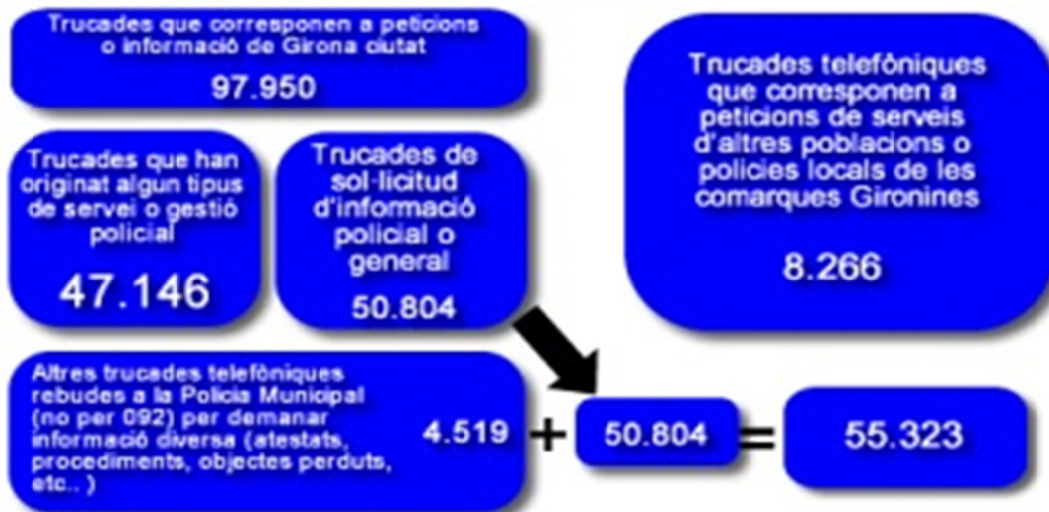 Trucades que corresponen a peticions
o informació de Girona ciutat
97.950
Trucades telefòniques
que corresponen a
peticions de serveis
d'altres poblacions o
policies locals de les
comarques Gironines
8.266
Trucades que han
originat algun tipus
de servei o gestió
policial
47.146
Trucades de
sol·licitud
d'informació
policial o
general
50.804
Altres trucades telefòniques
rebudes a la Policia Municipal
(no per 092) per demanar
informació diversa (atestats,
procediments, objectes perduts,
etc.. )
4.519 + 50.804 = 55.323